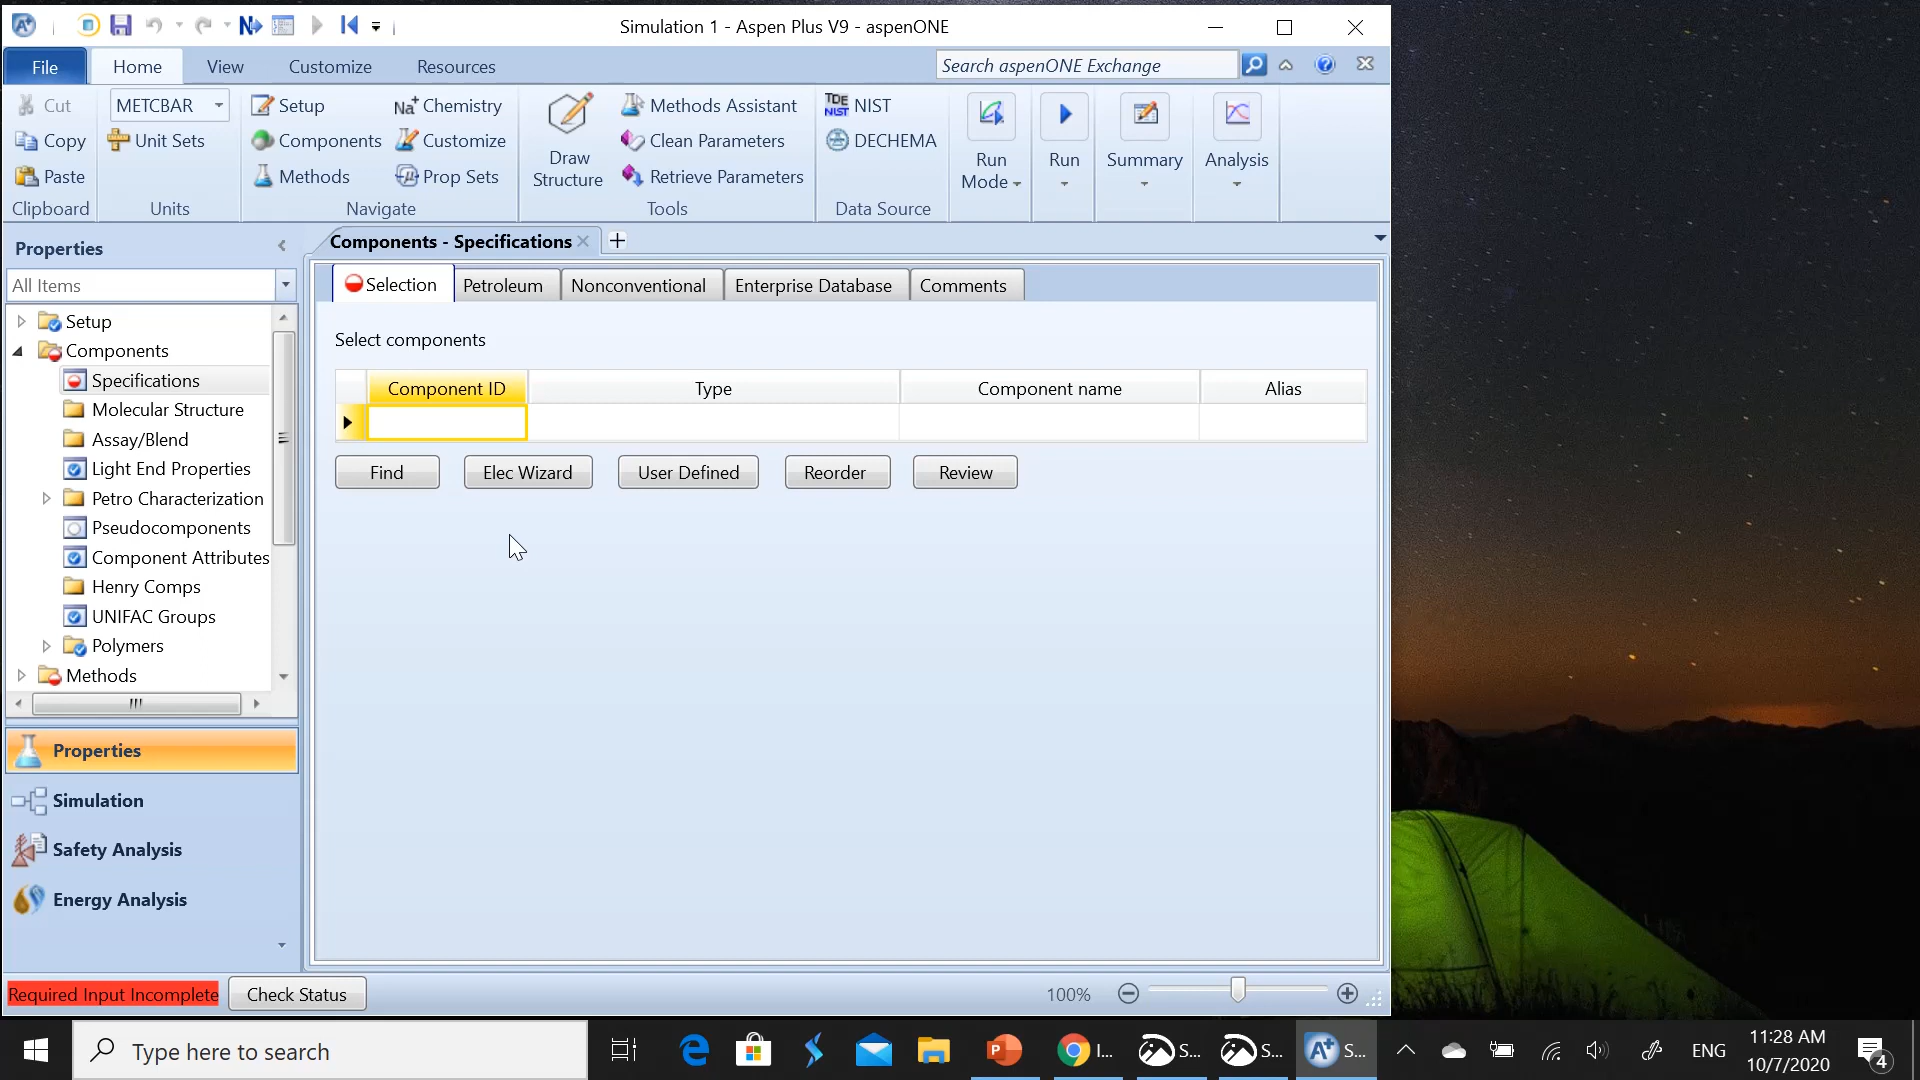 Simulation 1 - Aspen Plus V9 - aspenONE
File
Home
View
Customize
Resources
Search aspenONE Exchange
Cut
Copy
Paste
Clipboard
METCBAR
Unit Sets
Units
Setup
Components
Methods
Na+ Chemistry
Customize
Prop Sets
Navigate
Draw
Structure
Methods Assistant
Clean Parameters
Retrieve Parameters
Tools
TDE
NIST NIST
DECHEMA
Data Source
Run
Mode
Run
Summary
Analysis
Properties
All Items
Setup
Components
Specifications
Molecular Structure
Assay/Blend
Light End Properties
Petro Characterization
Pseudocomponents
Component Attributes
Henry Comps
UNIFAC Groups
Polymers
Methods
Properties
Simulation
Safety Analysis
Energy Analysis
Components - Specifications
Selection
Petroleum
Nonconventional
Enterprise Database
Comments
Select components
Component ID
Type
Component name
Alias
Find
Elec Wizard
User Defined
Reorder
Review
Required Input Incomplete
Check Status
100%
Type here to search
I...
S...
S...
S...
ENG
11:28 AM
10/7/2020
4